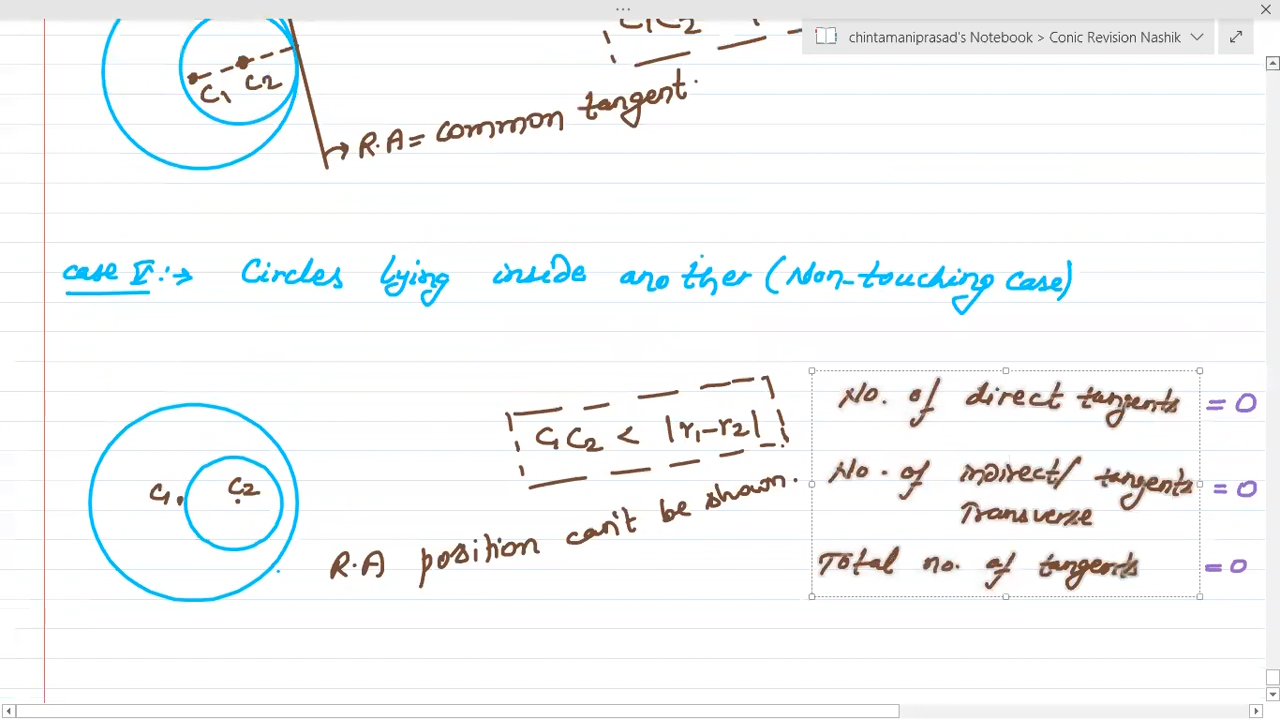 chintamaniprasad's Notebook > Conic Revision Nashik
C1C2
C1 C2
R.A = common tangent.
case V :→ Circles lying inside another (Non-touching case)
C1 C2
C1C2 < |r1-r2|
R.A position can't be shown.
No. of direct tangents = 0
No. of indirect/ tangents = 0
Transverse
Total no. of tangents = 0